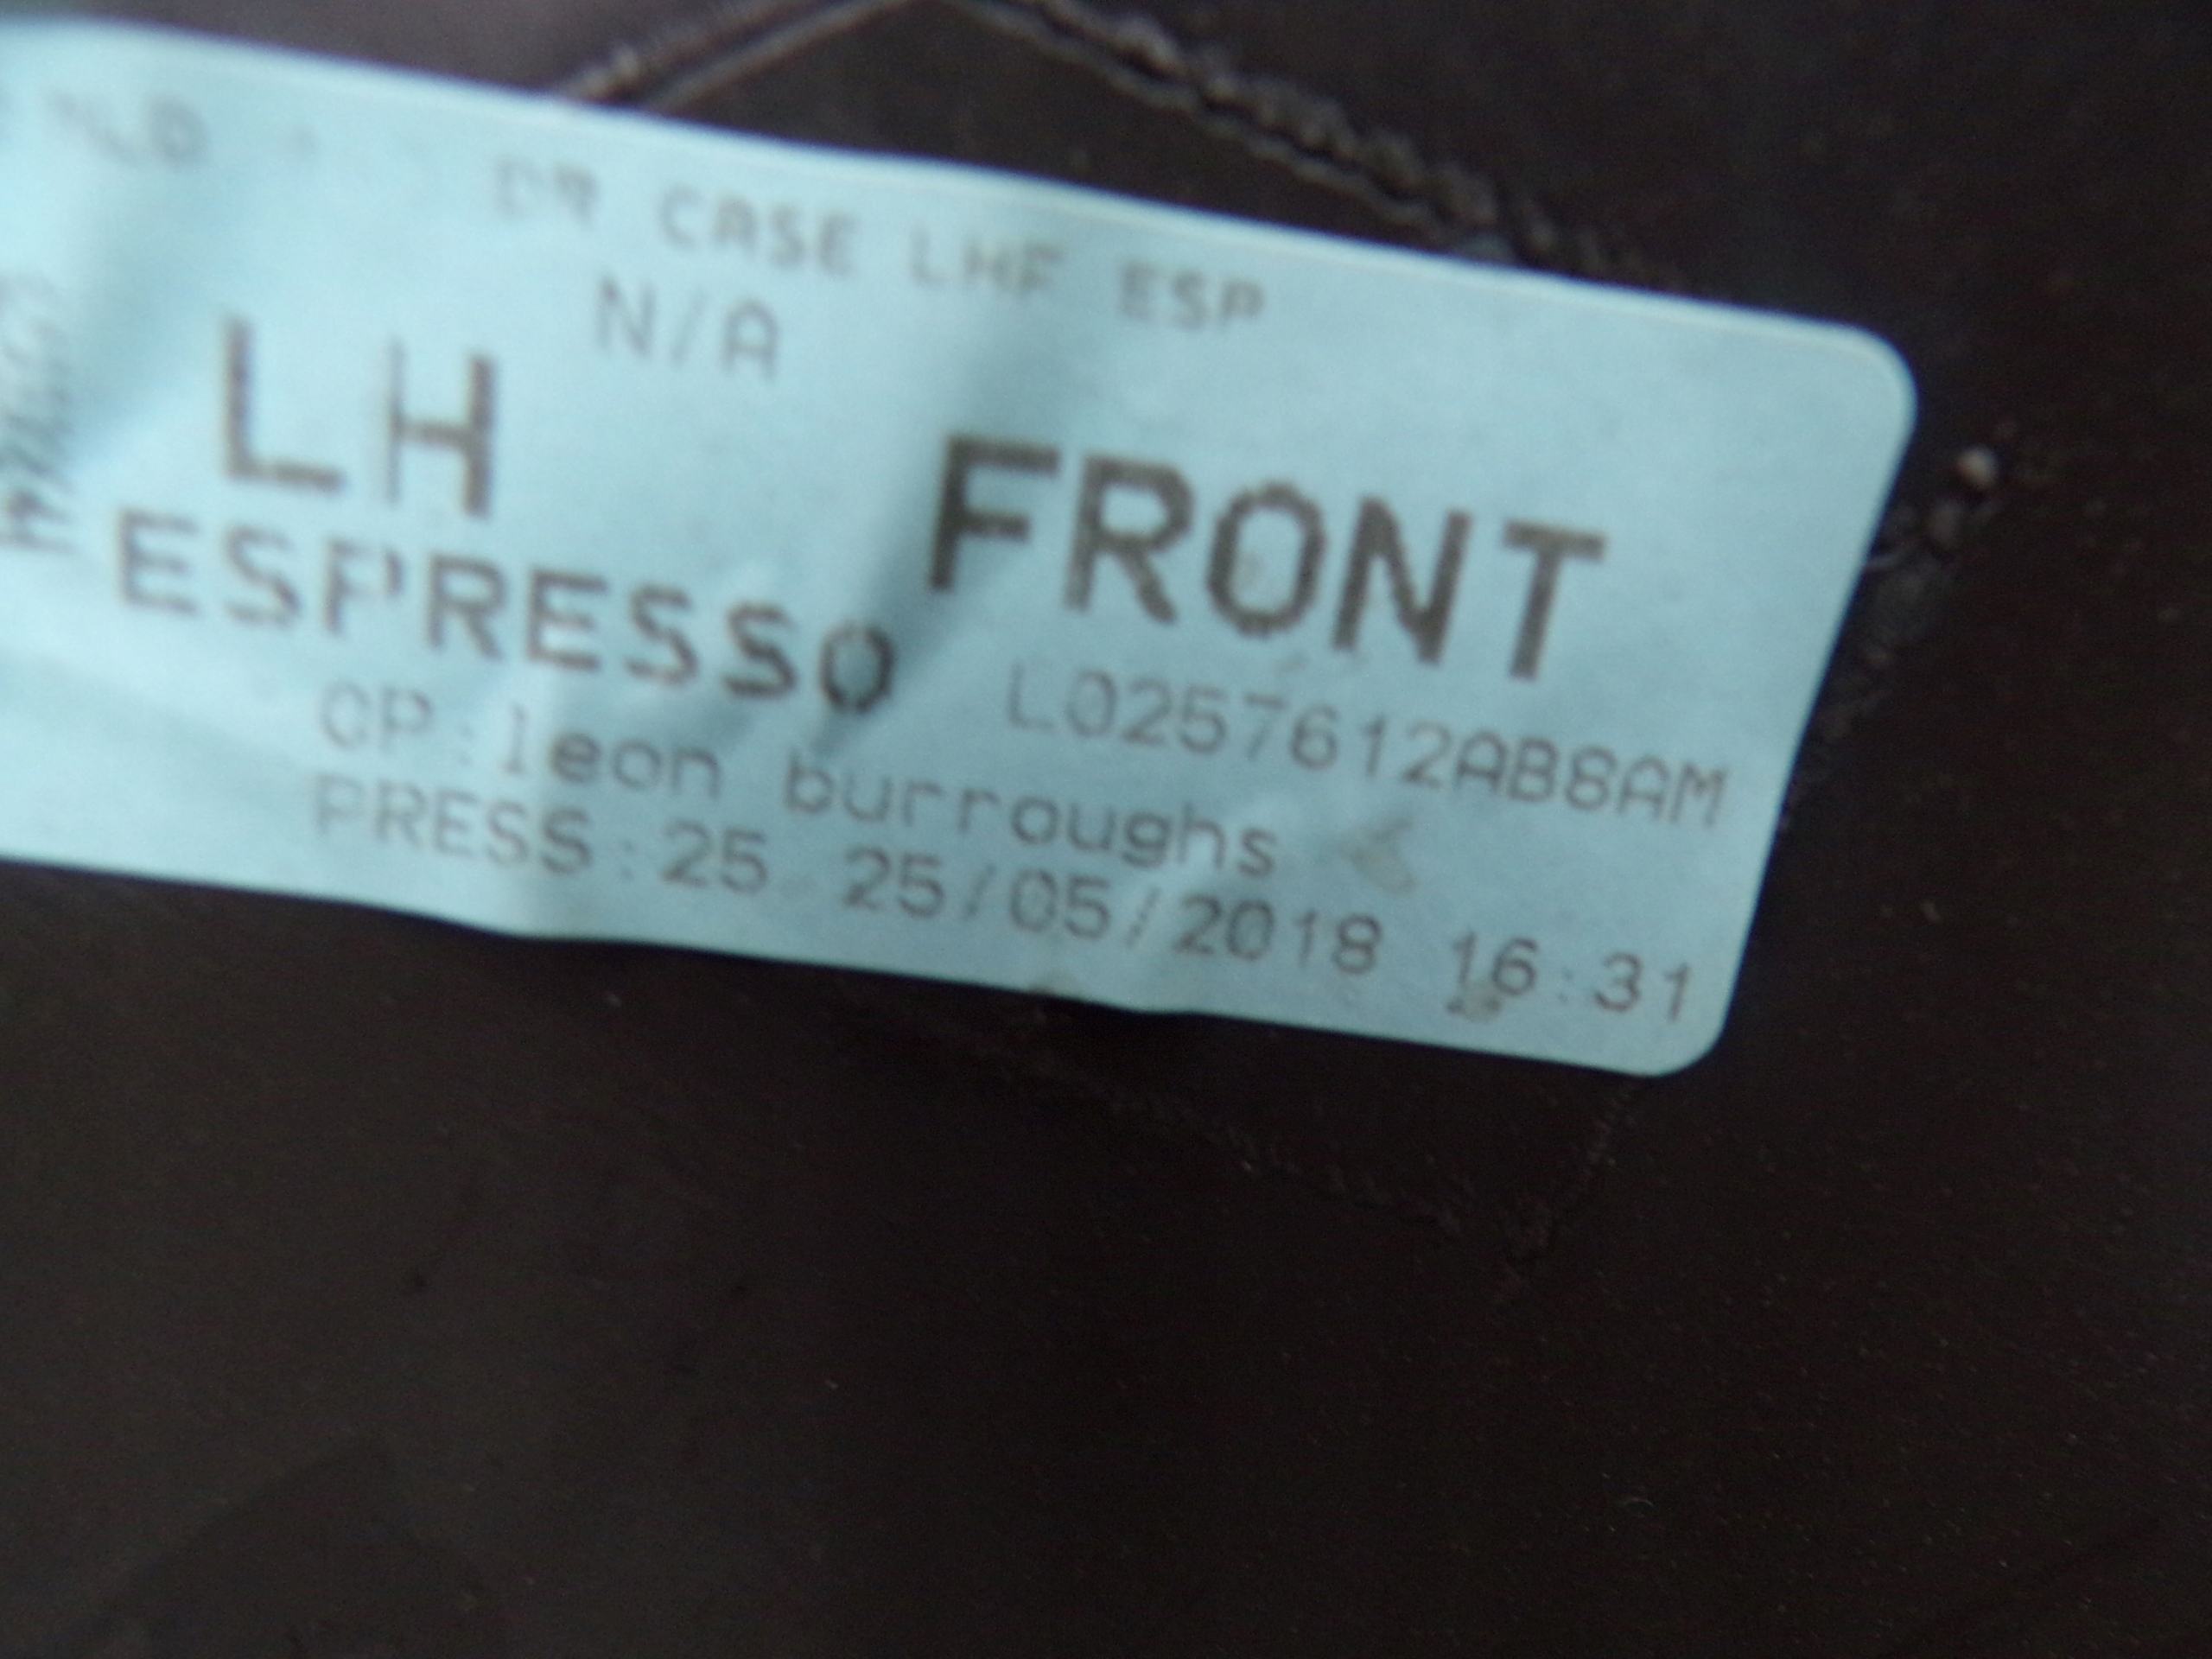 DR CASE LHF ESP
N/A
LH FRONT
ESPRESSO
L0257612AB8AM
OP:leon burroughs
PRESS:25 25/05/2018 16:31